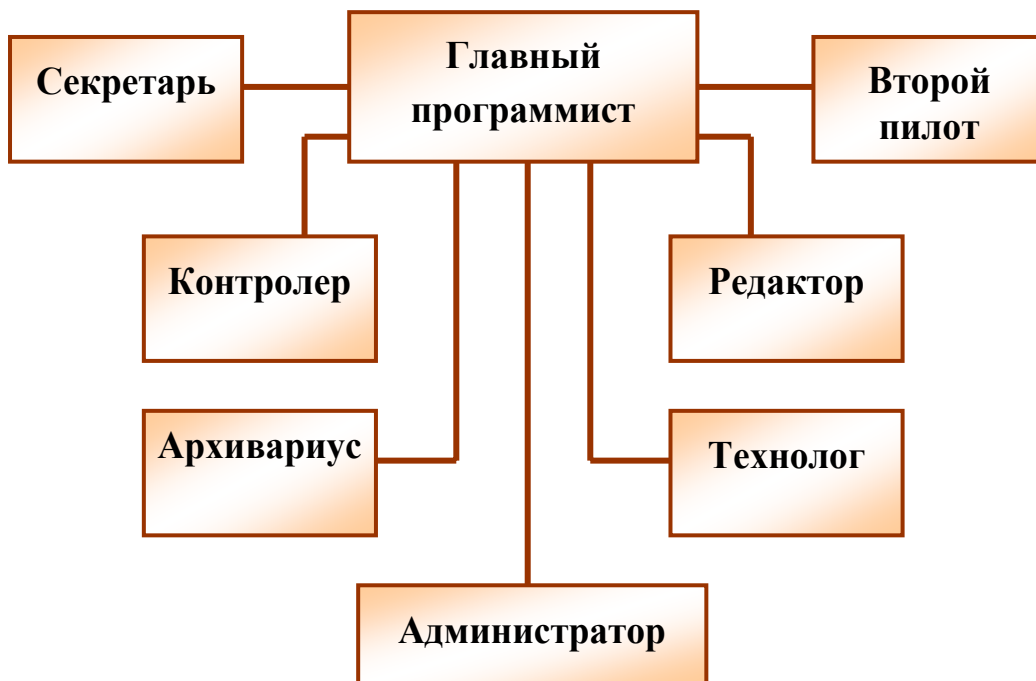 Секретарь
Главный
программист
Второй
пилот
Контролер
Редактор
Архивариус
Технолог
Администратор